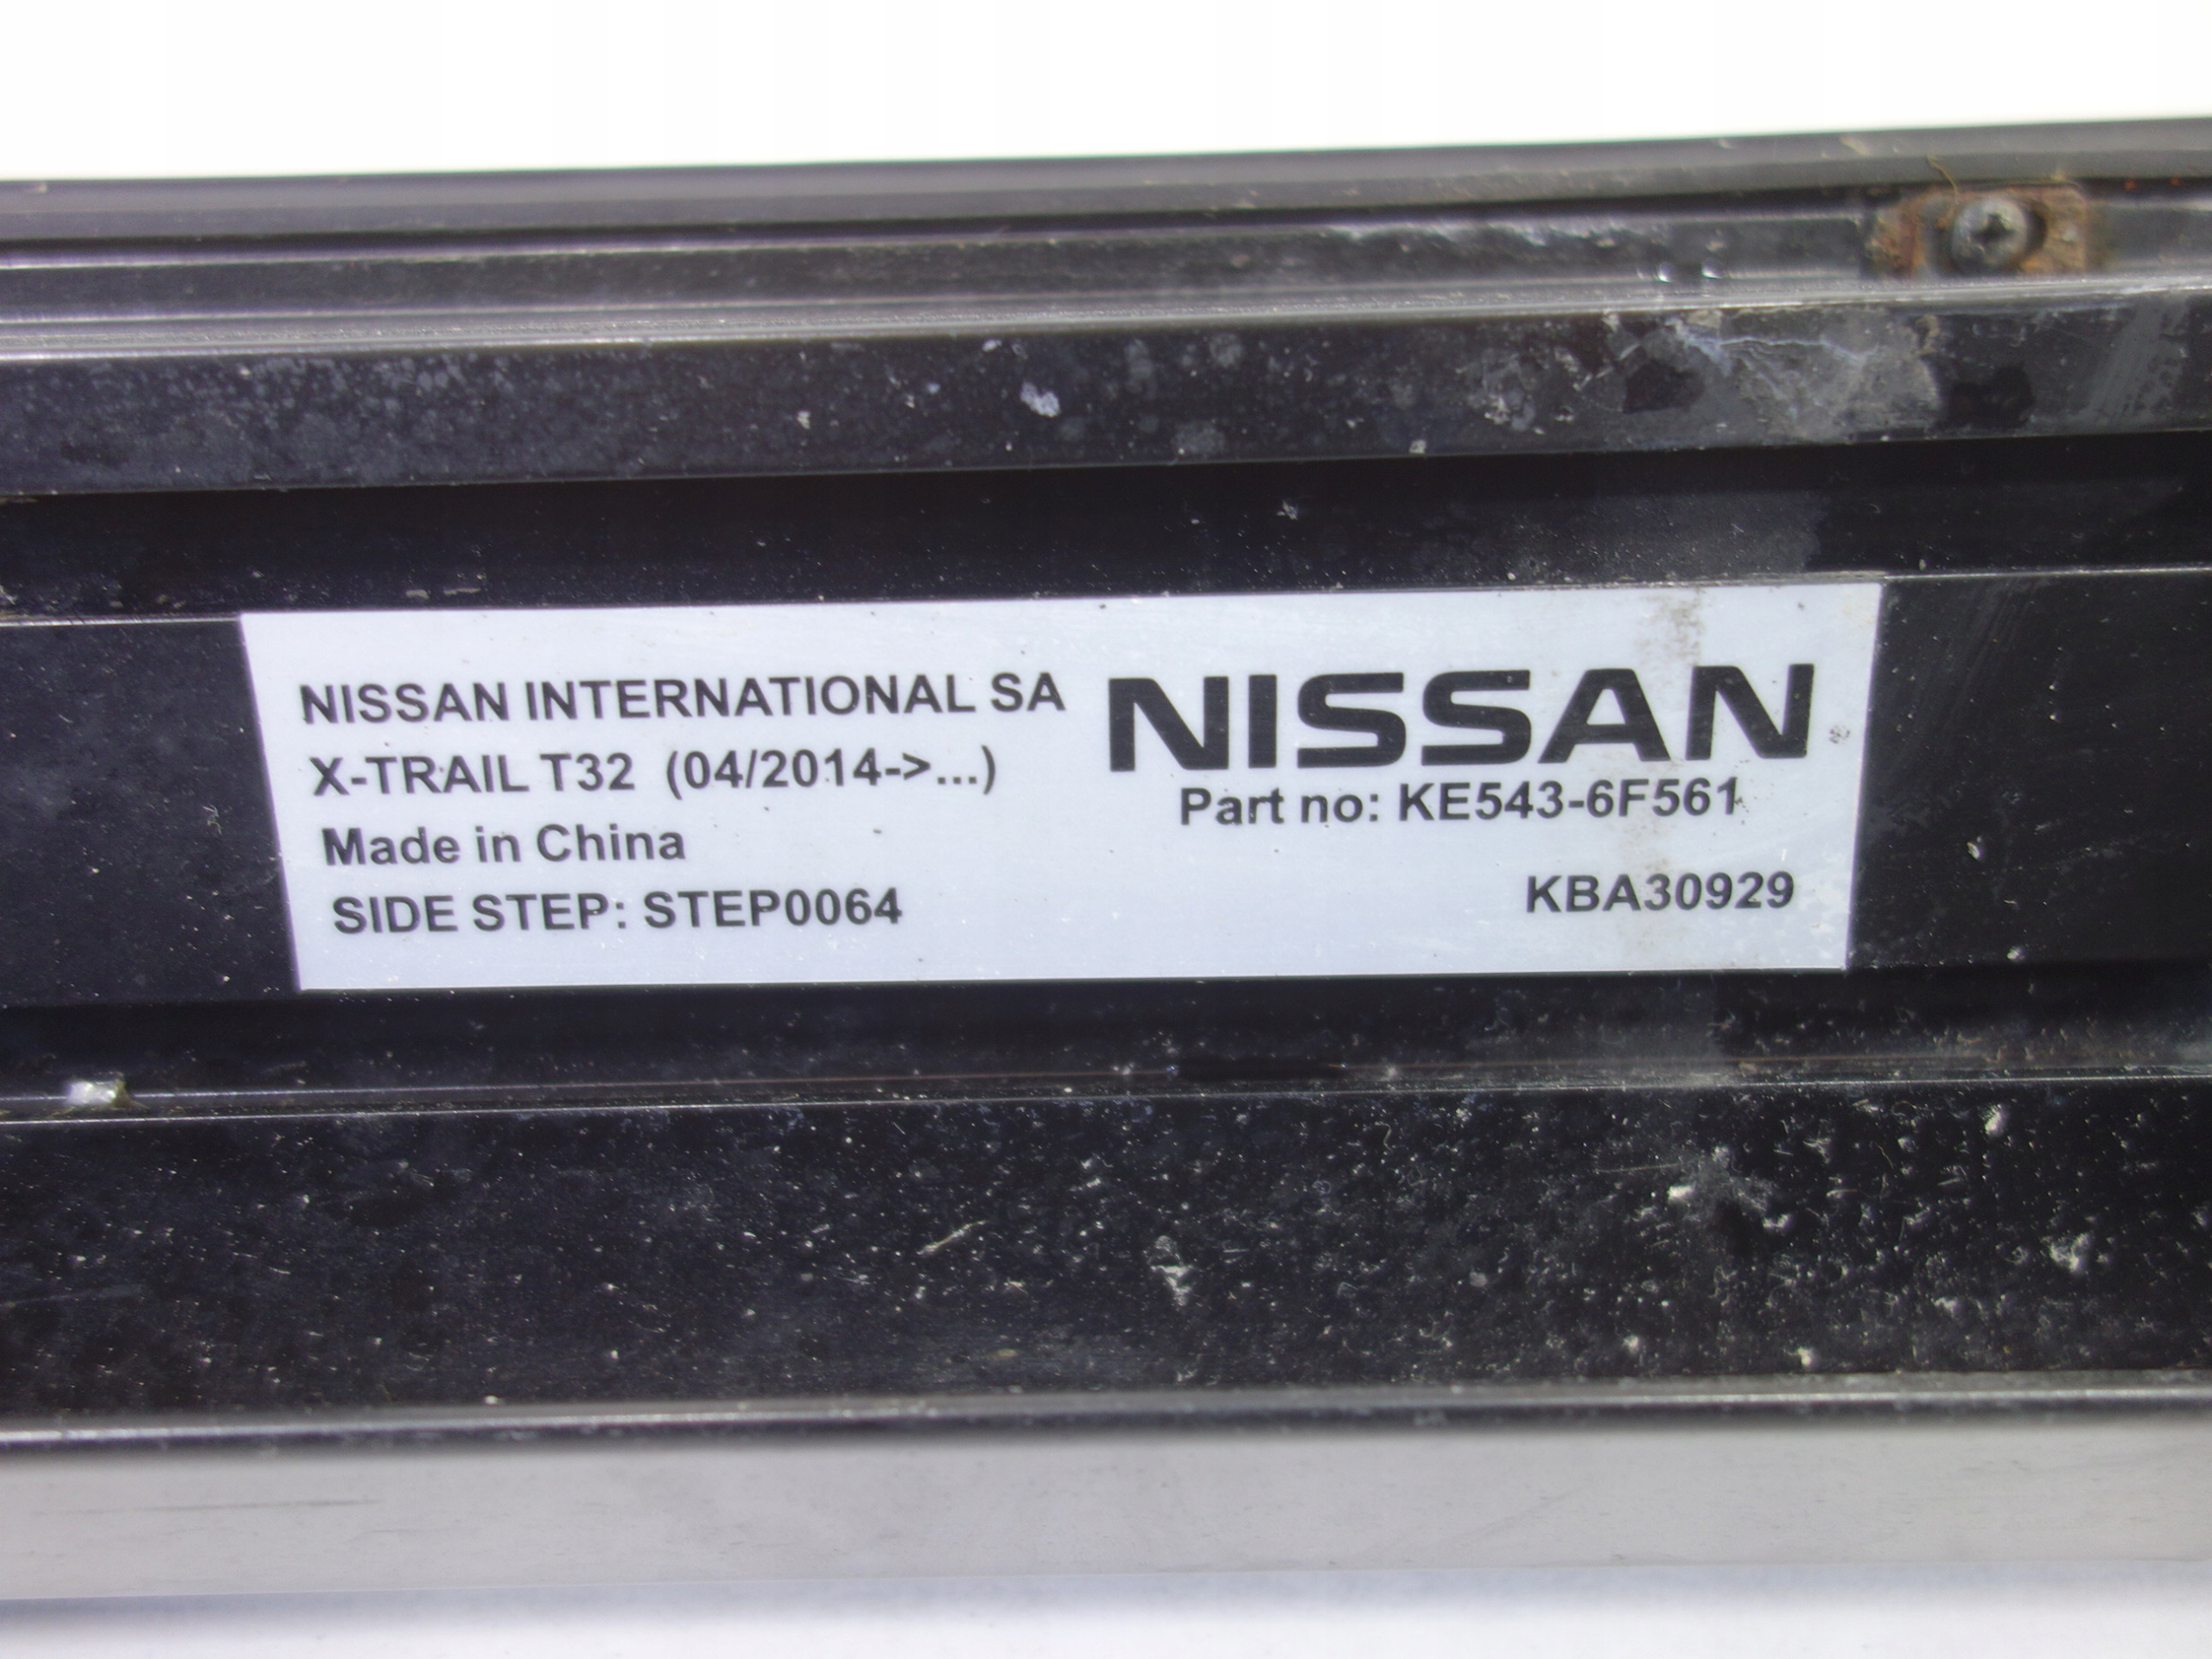 NISSAN INTERNATIONAL SA
X-TRAIL T32 (04/2014->...)
Made in China
SIDE STEP: STEP0064
NISSAN
Part no: KE543-6F561
KBA30929